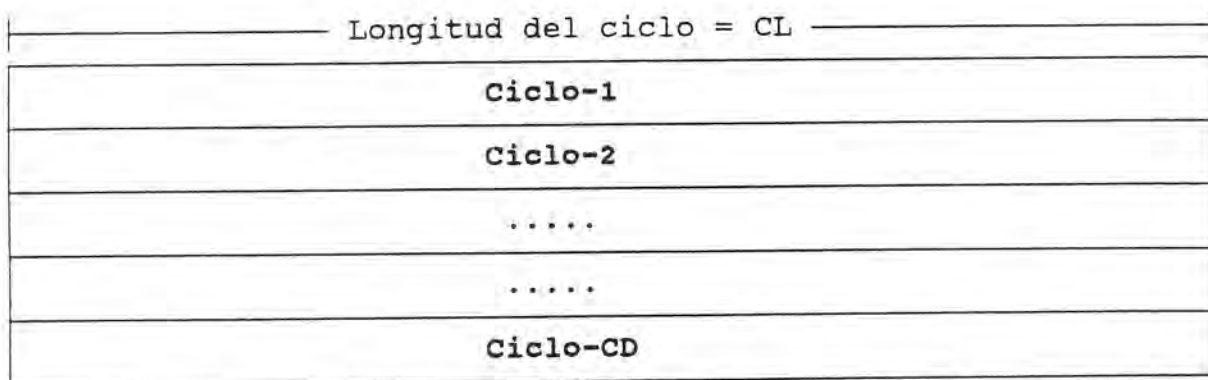 Longitud del ciclo = CL
Ciclo-1
Ciclo-2
.....
.....
Ciclo-CD